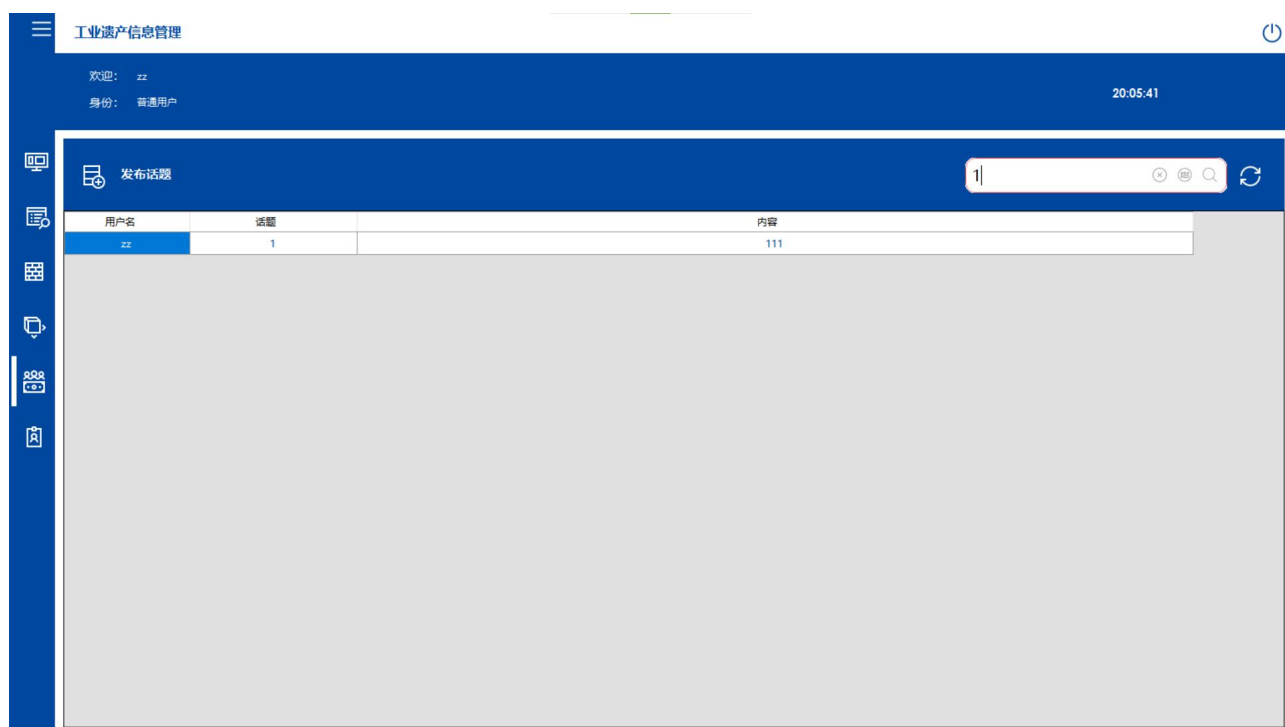 工业遗产信息管理
欢迎： zz
身份： 普通用户
20:05:41
发布话题
1
用户名 话题 内容
zz 1 111